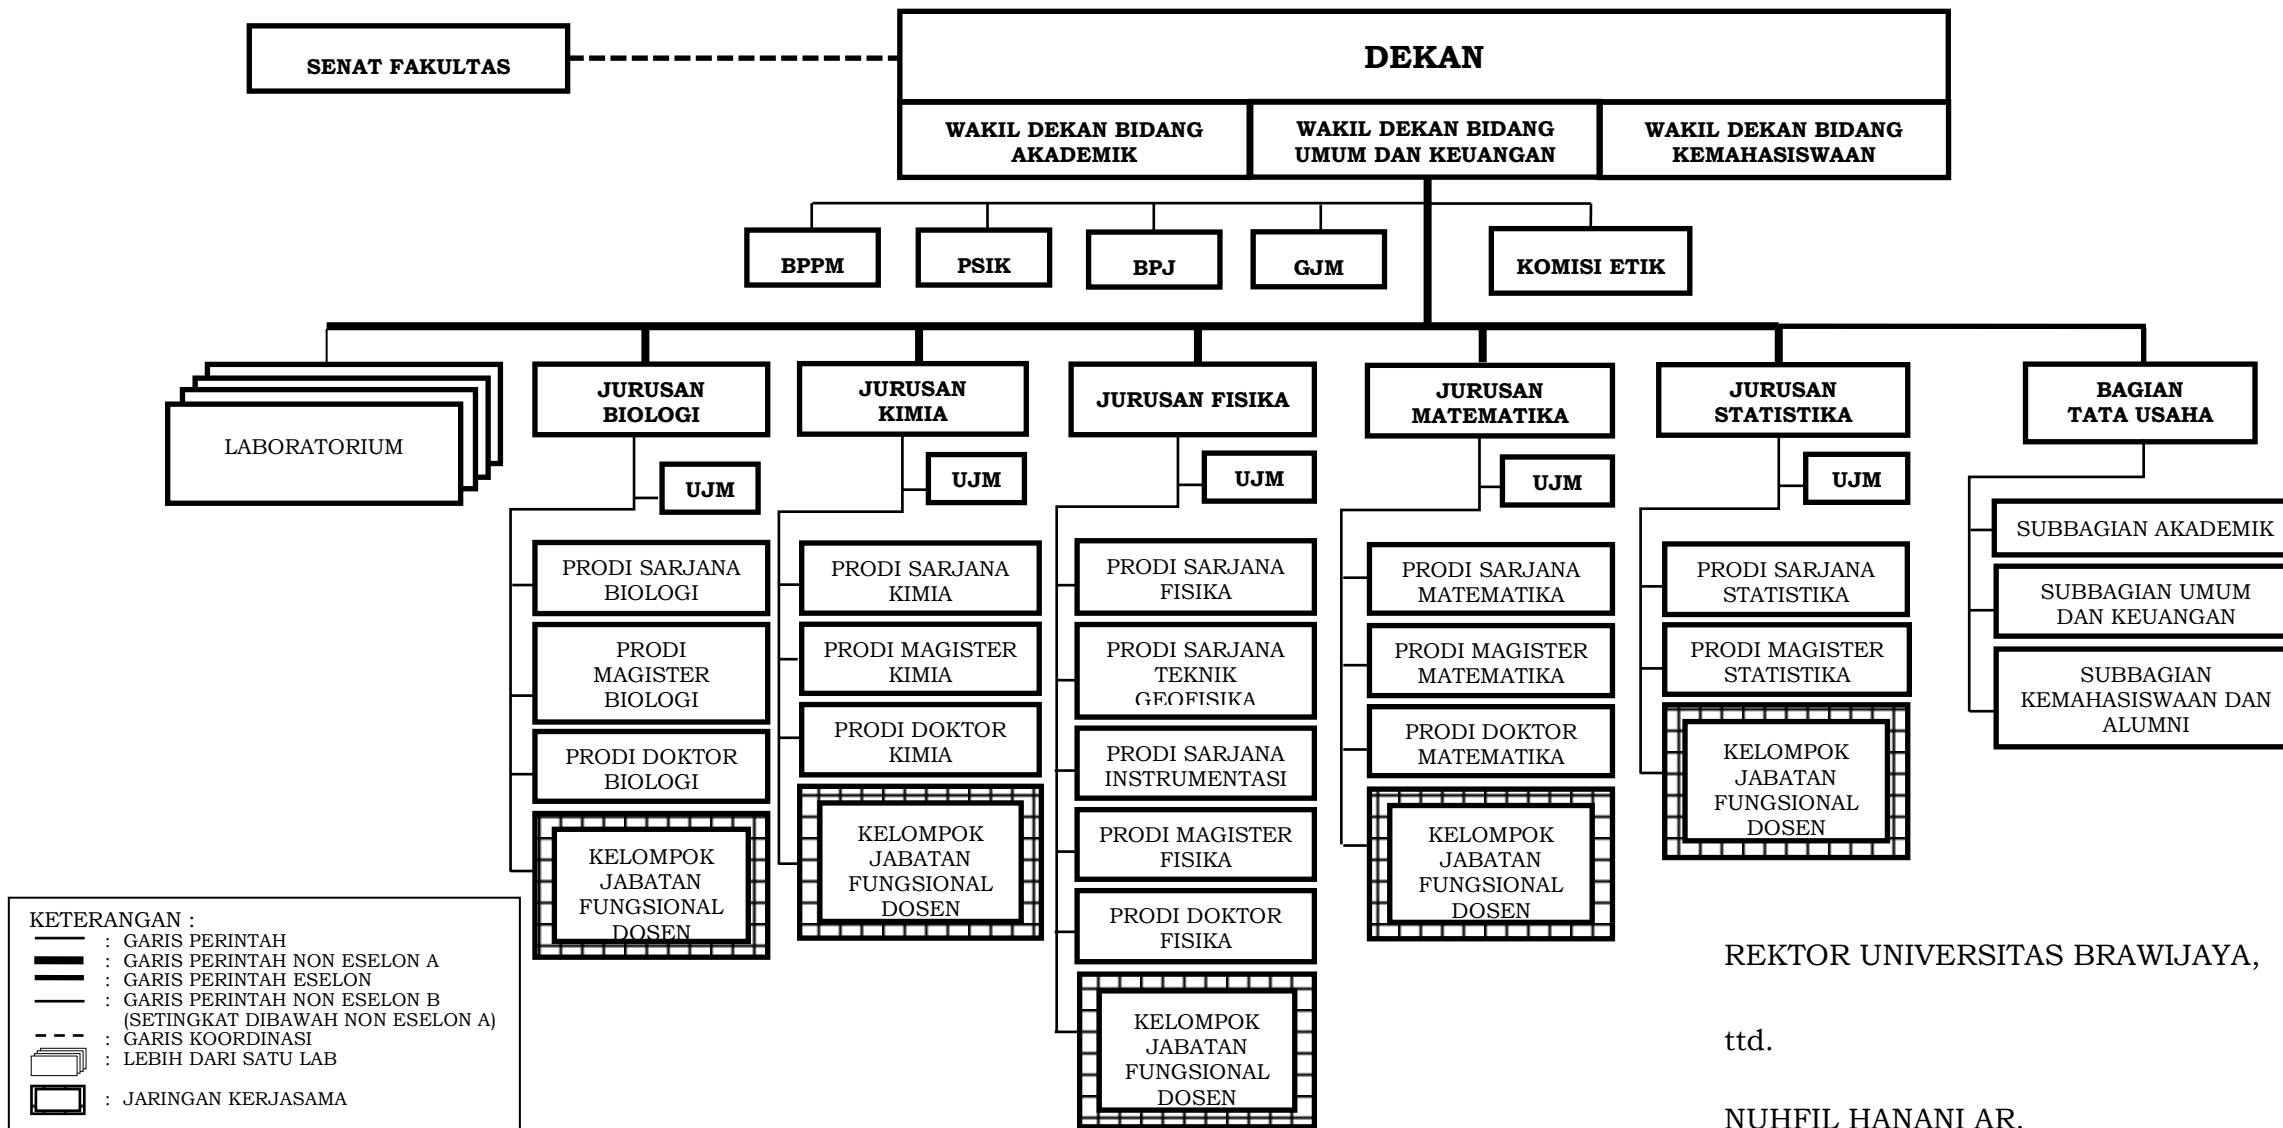 SENAT FAKULTAS
DEKAN
WAKIL DEKAN BIDANG
AKADEMIK
WAKIL DEKAN BIDANG
UMUM DAN KEUANGAN
WAKIL DEKAN BIDANG
KEMAHASISWAAN
BPPM
PSIK
BPJ
GJM
KOMISI ETIK
LABORATORIUM
JURUSAN
BIOLOGI
JURUSAN
KIMIA
JURUSAN FISIKA
JURUSAN
MATEMATIKA
JURUSAN
STATISTIKA
BAGIAN
TATA USAHA
UJM
UJM
UJM
UJM
UJM
PRODI SARJANA
BIOLOGI
PRODI
MAGISTER
BIOLOGI
PRODI DOKTOR
BIOLOGI
KELOMPOK
JABATAN
FUNGSIONAL
DOSEN
PRODI SARJANA
KIMIA
PRODI MAGISTER
KIMIA
PRODI DOKTOR
KIMIA
KELOMPOK
JABATAN
FUNGSIONAL
DOSEN
PRODI SARJANA
FISIKA
PRODI SARJANA
TEKNIK
GEOFISIKA
PRODI SARJANA
INSTRUMENTASI
PRODI MAGISTER
FISIKA
PRODI DOKTOR
FISIKA
KELOMPOK
JABATAN
FUNGSIONAL
DOSEN
PRODI SARJANA
MATEMATIKA
PRODI MAGISTER
MATEMATIKA
PRODI DOKTOR
MATEMATIKA
KELOMPOK
JABATAN
FUNGSIONAL
DOSEN
PRODI SARJANA
STATISTIKA
PRODI MAGISTER
STATISTIKA
KELOMPOK
JABATAN
FUNGSIONAL
DOSEN
SUBBAGIAN AKADEMIK
SUBBAGIAN UMUM
DAN KEUANGAN
SUBBAGIAN
KEMAHASISWAAN DAN
ALUMNI
KETERANGAN :
: GARIS PERINTAH
: GARIS PERINTAH NON ESELON A
: GARIS PERINTAH ESELON
: GARIS PERINTAH NON ESELON B
(SETINGKAT DIBAWAH NON ESELON A)
: GARIS KOORDINASI
: LEBIH DARI SATU LAB
: JARINGAN KERJASAMA
REKTOR UNIVERSITAS BRAWIJAYA,
ttd.
NUHFIL HANANI AR.